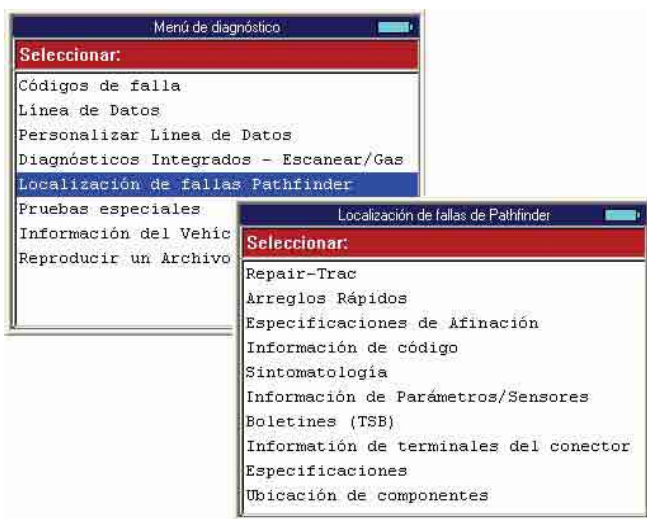 Menú de diagnóstico
Seleccionar:
Códigos de falla
Línea de Datos
Personalizar Línea de Datos
Diagnósticos Integrados - Escanear/Gas
Localización de fallas Pathfinder
Pruebas especiales
Información del Vehíc
Reproducir un Archivo
Localización de fallas de Pathfinder
Seleccionar:
Repair-Trac
Arreglos Rápidos
Especificaciones de Afinación
Información de código
Sintomatología
Información de Parámetros/Sensores
Boletines (TSB)
Informatión de terminales del conector
Especificaciones
Ubicación de componentes